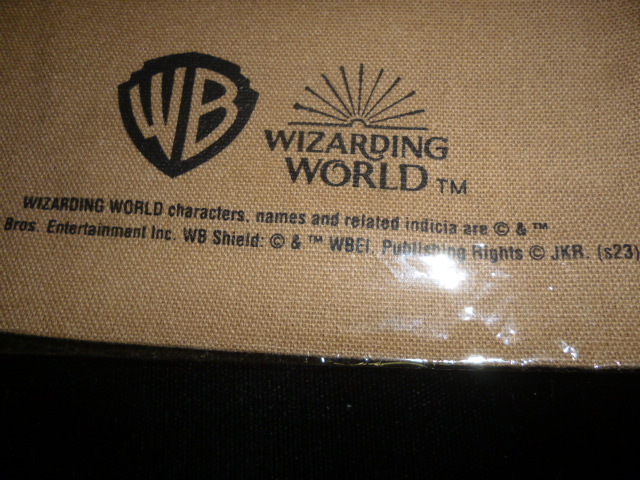 WB
WIZARDING
WORLD TM
WIZARDING WORLD characters, names and related indicia are © & ™
Bros. Entertainment Inc. WB Shield: © & ™ WBEI. Publishing Rights © JKR. (s23)